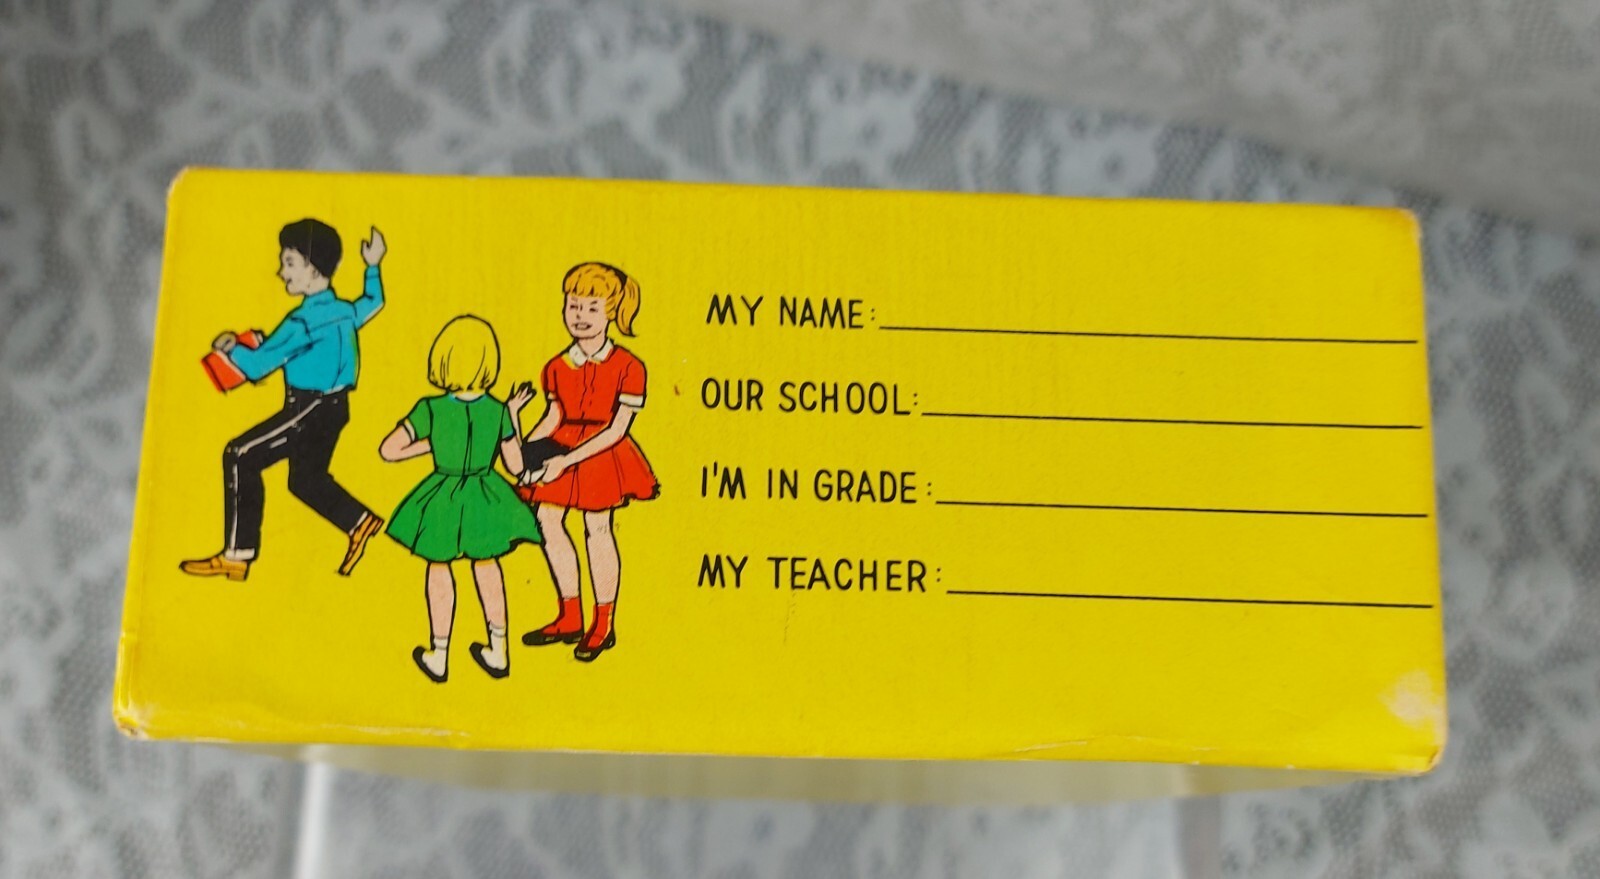 MY NAME:
OUR SCHOOL:
I'M IN GRADE:
MY TEACHER: